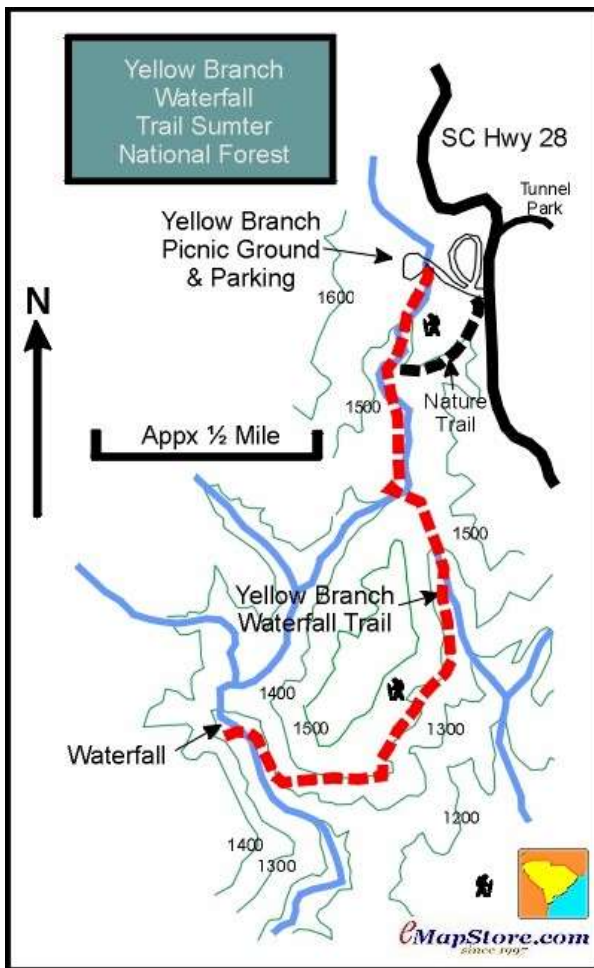 Yellow Branch
Waterfall
Trail Sumter
National Forest
SC Hwy 28
Tunnel
Park
Yellow Branch
Picnic Ground
& Parking
1600
N
1500
Nature
Trail
Appx ½ Mile
1500
Yellow Branch
Waterfall Trail
1400
1500
1300
Waterfall
1200
1400
1300
eMapStore.com
since 1997